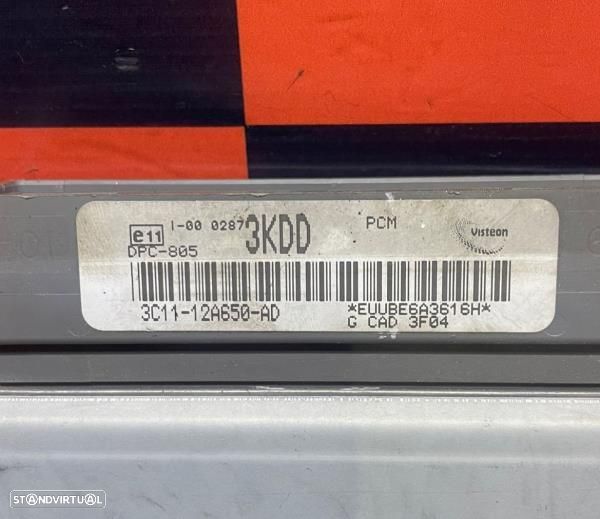 I-00 0287
3KDD
PCM
Visteon
e11
DPC-805
3C11-12A650-AD
*EUUBE6A3616H*
G CAD 3F04
STANDVIRTUAL